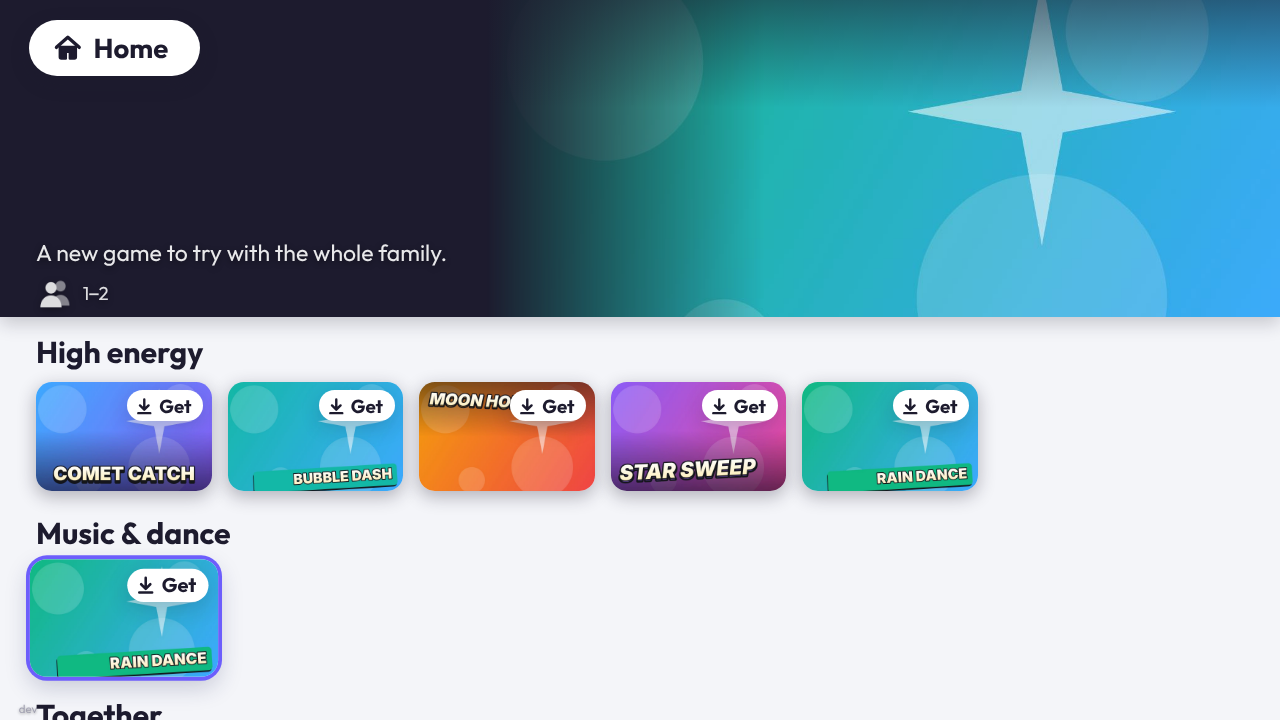 Home
A new game to try with the whole family.
1–2
High energy
Get
Get
Get
Get
Get
COMET CATCH
BUBBLE DASH
MOON HO
STAR SWEEP
RAIN DANCE
Music & dance
Get
RAIN DANCE
dev
Together